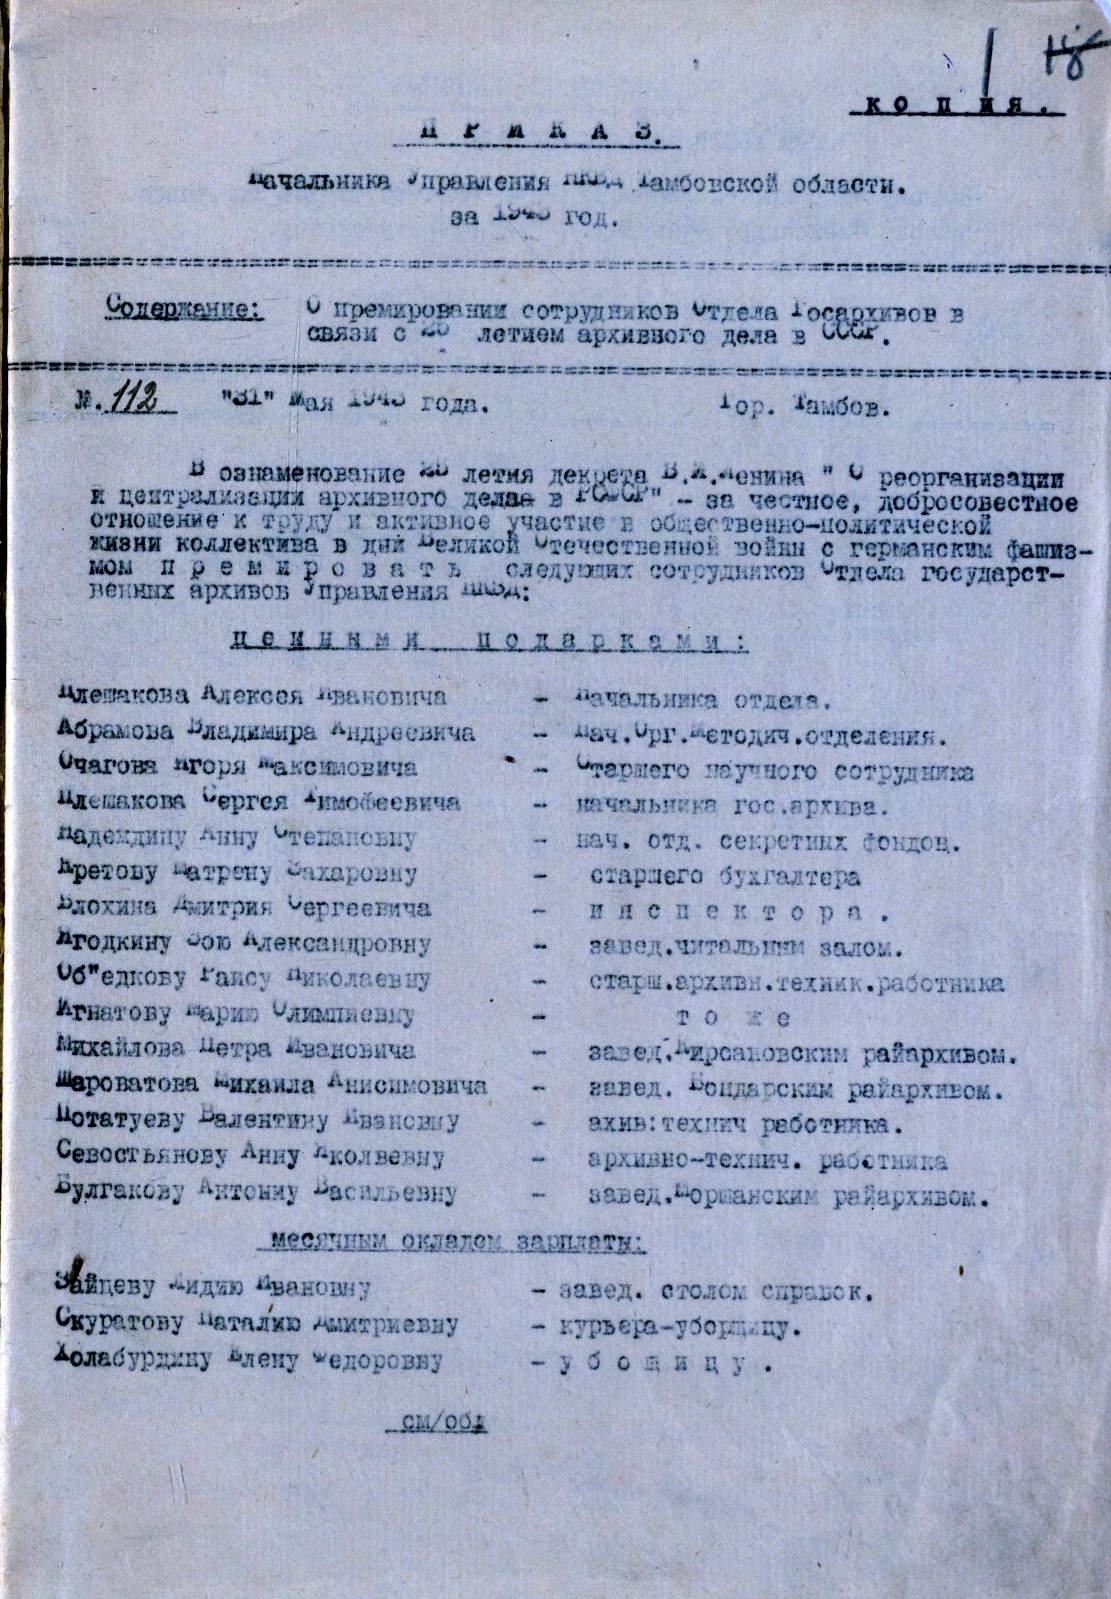 18
К О П И Я .
П Р И К А З.
Начальника Управления НКВД Тамбовской области.
за 1943 год.
Содержание: О премировании сотрудников Отдела Госархивов в
связи с 25 летием архивного дела в СССР.
№. 112 "31" Мая 1943 года. Гор. Тамбов.
В ознаменование 25 летия декрета В.И.Ленина " О реорганизации
и централизации архивного дела в РСФСР" - за честное, добросовестное
отношение к труду и активное участие в общественно-политической
жизни коллектива в дни Великой Отечественной войны с германским фашиз-
мом п р е м и р о в а т ь следующих сотрудников Отдела государст-
венных архивов Управления НКВД:
ц е н н ы м и п о д а р к а м и :
Плешакова Алексея Ивановича - Начальника отдела.
Абрамова Владимира Андреевича - Нач.Орг.Методич.отделения.
Очагова Игоря Максимовича - Старшего научного сотрудника
Плешакова Сергея Тимофеевича - начальника гос.архива.
Надеждину Анну Степановну - нач. отд. секретных фондов.
Аретову Матрену Захаровну - старшего бухгалтера
Блохина Дмитрия Сергеевича - и н с п е к т о р а .
Ягодкину Зою Александровну - завед.читальным залом.
Об"едкову Раису Николаевну - старш.архивн.техник.работника
Игнатову Марию Олимпиевну - т о ж е
Михайлова Петра Ивановича - завед.Кирсановским райархивом.
Шароватова Михаила Анисимовича - завед. Бондарским райархивом.
Потатуеву Валентину Ивановну - ахив:технич работника.
Севостьянову Анну Яколвевну - архивно-технич. работника
Булгакову Антонину Васильевну - завед.Моршанским райархивом.
месячным окладом зарплаты:
Зайцеву Лидию Ивановну - завед. столом справок.
Скуратову Наталию Дмитриевну - курьера-уборщицу.
Холабурдину Елену Федоровну - у б о щ и ц у .
см/об.